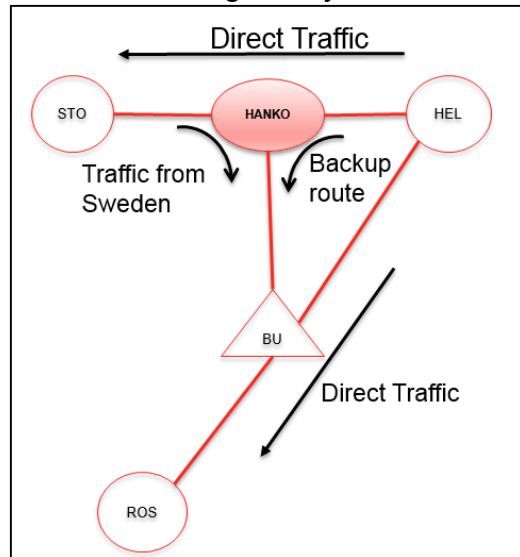 Direct Traffic
STO
HANKO
HEL
Traffic from
Sweden
Backup
route
BU
Direct Traffic
ROS